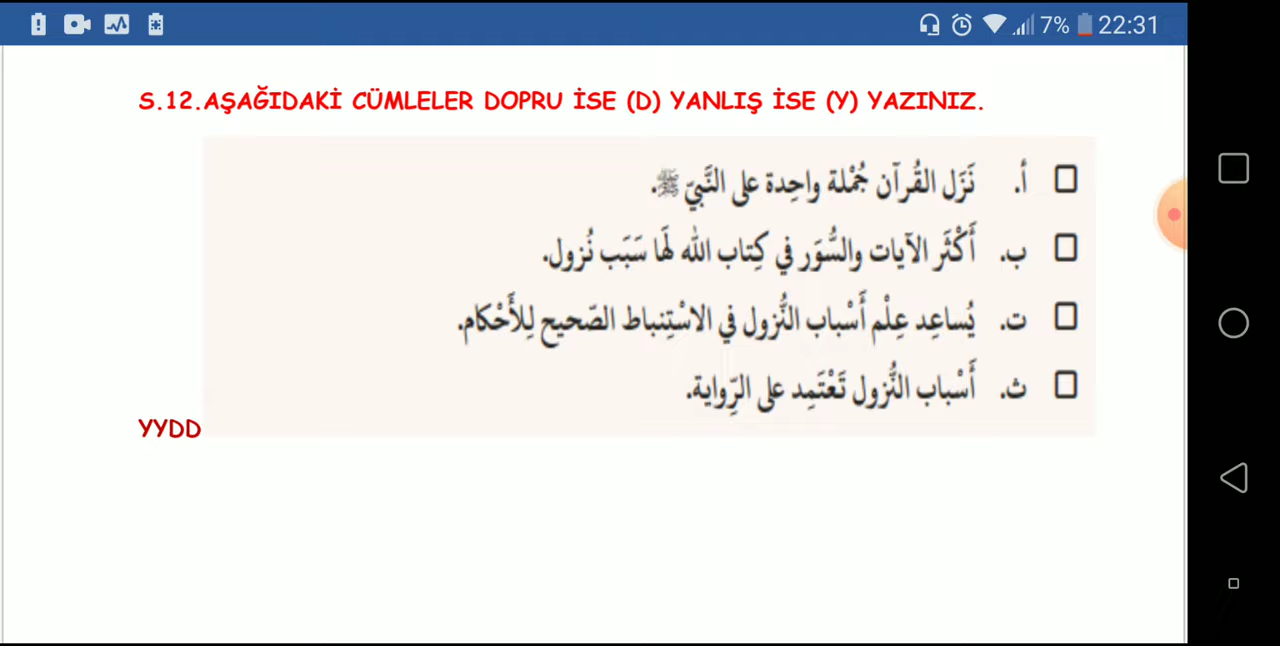 7% 22:31
S.12.AŞAĞIDAKİ CÜMLELER DOPRU İSE (D) YANLIŞ İSE (Y) YAZINIZ.
☐ أ. نَزَل القُرآن جُمْلة واحِدة على النَّبيّ ﷺ.
☐ ب. أَكْثَر الآيات والسُّوَر في كِتاب الله لَها سَبَب نُزول.
☐ ت. يُساعِد عِلْم أَسْباب النُّزول في الاسْتِنباط الصّحيح لِلأَحْكام.
☐ ث. أَسْباب النُّزول تَعْتَمِد على الرِّواية.
YYDD